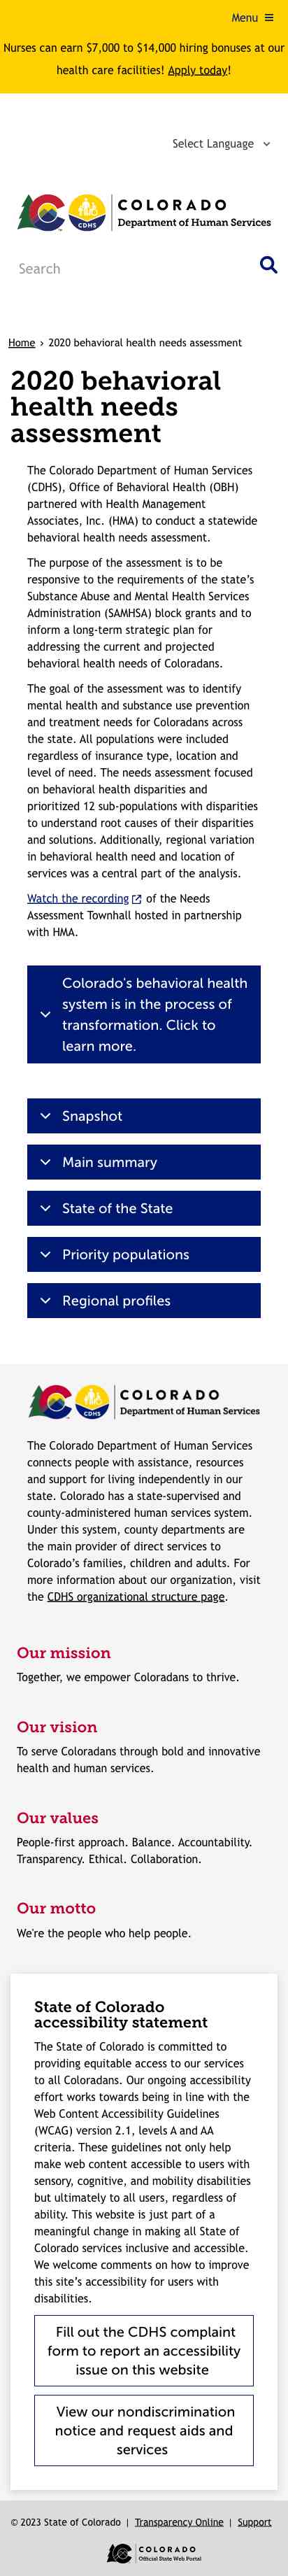 Menu
Nurses can earn $7,000 to $14,000 hiring bonuses at our
health care facilities! Apply today!
Select Language
CDHS
COLORADO
Department of Human Services
Search
Home › 2020 behavioral health needs assessment
2020 behavioral
health needs
assessment
The Colorado Department of Human Services
(CDHS), Office of Behavioral Health (OBH)
partnered with Health Management
Associates, Inc. (HMA) to conduct a statewide
behavioral health needs assessment.
The purpose of the assessment is to be
responsive to the requirements of the state’s
Substance Abuse and Mental Health Services
Administration (SAMHSA) block grants and to
inform a long-term strategic plan for
addressing the current and projected
behavioral health needs of Coloradans.
The goal of the assessment was to identify
mental health and substance use prevention
and treatment needs for Coloradans across
the state. All populations were included
regardless of insurance type, location and
level of need. The needs assessment focused
on behavioral health disparities and
prioritized 12 sub-populations with disparities
to understand root causes of their disparities
and solutions. Additionally, regional variation
in behavioral health need and location of
services was a central part of the analysis.
Watch the recording of the Needs
Assessment Townhall hosted in partnership
with HMA.
Colorado's behavioral health
system is in the process of
transformation. Click to
learn more.
Snapshot
Main summary
State of the State
Priority populations
Regional profiles
CDHS
COLORADO
Department of Human Services
The Colorado Department of Human Services
connects people with assistance, resources
and support for living independently in our
state. Colorado has a state-supervised and
county-administered human services system.
Under this system, county departments are
the main provider of direct services to
Colorado’s families, children and adults. For
more information about our organization, visit
the CDHS organizational structure page.
Our mission
Together, we empower Coloradans to thrive.
Our vision
To serve Coloradans through bold and innovative
health and human services.
Our values
People-first approach. Balance. Accountability.
Transparency. Ethical. Collaboration.
Our motto
We're the people who help people.
State of Colorado
accessibility statement
The State of Colorado is committed to
providing equitable access to our services
to all Coloradans. Our ongoing accessibility
effort works towards being in line with the
Web Content Accessibility Guidelines
(WCAG) version 2.1, levels A and AA
criteria. These guidelines not only help
make web content accessible to users with
sensory, cognitive, and mobility disabilities
but ultimately to all users, regardless of
ability. This website is just part of a
meaningful change in making all State of
Colorado services inclusive and accessible.
We welcome comments on how to improve
this site’s accessibility for users with
disabilities.
Fill out the CDHS complaint
form to report an accessibility
issue on this website
View our nondiscrimination
notice and request aids and
services
© 2023 State of Colorado | Transparency Online | Support
COLORADO
Official State Web Portal